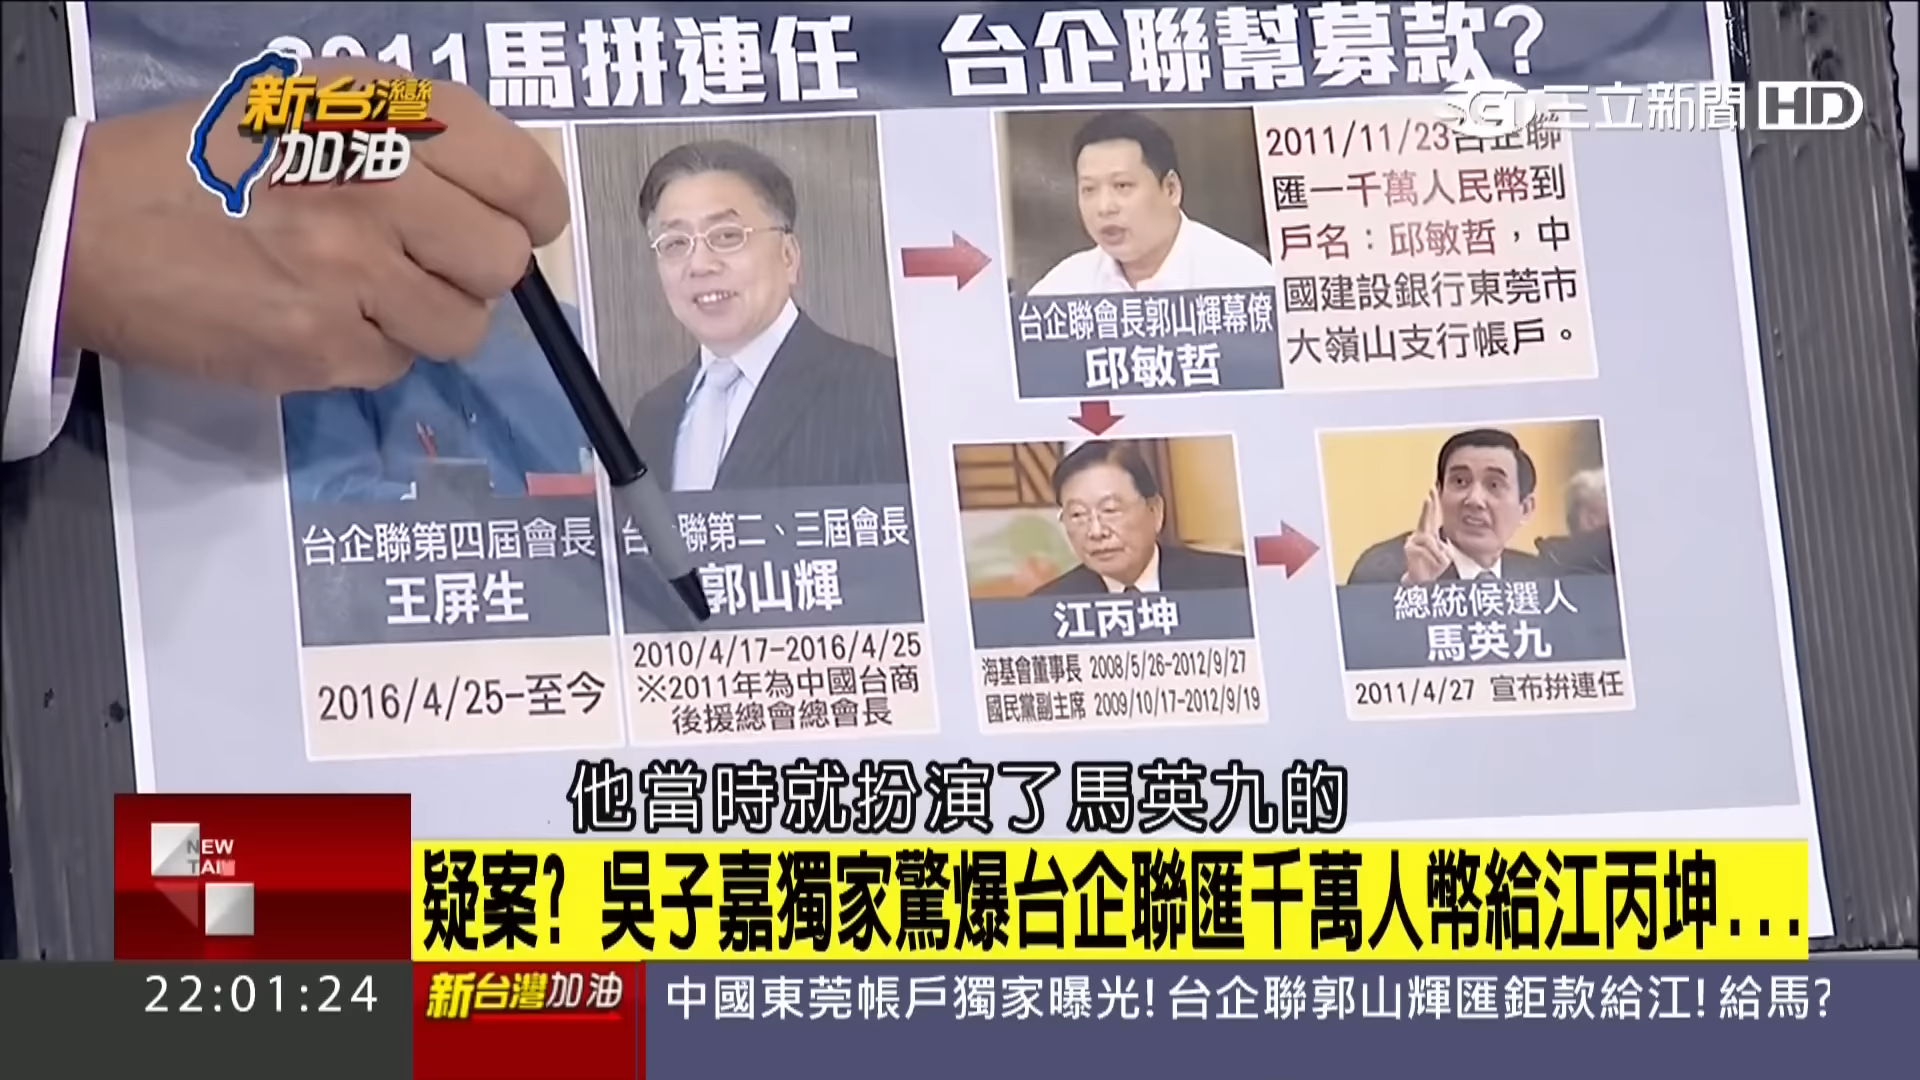 2011馬拼連任 台企聯幫募款?
新台灣
加油
三立新聞HD
台企聯第四屆會長
王屏生
2016/4/25-至今
聯第二、三屆會長
郭山輝
2010/4/17-2016/4/25
※2011年為中國台商
後援總會總會長
台企聯會長郭山輝幕僚
邱敏哲
2011/11/23台企聯
匯一千萬人民幣到
戶名：邱敏哲，中
國建設銀行東莞市
大嶺山支行帳戶。
江丙坤
海基會董事長 2008/5/26-2012/9/27
國民黨副主席 2009/10/17-2012/9/19
總統候選人
馬英九
2011/4/27 宣布拚連任
他當時就扮演了馬英九的
NEW
TAI
疑案? 吳子嘉獨家驚爆台企聯匯千萬人幣給江丙坤...
22:01:24
新台灣加油
中國東莞帳戶獨家曝光!台企聯郭山輝匯鉅款給江!給馬?